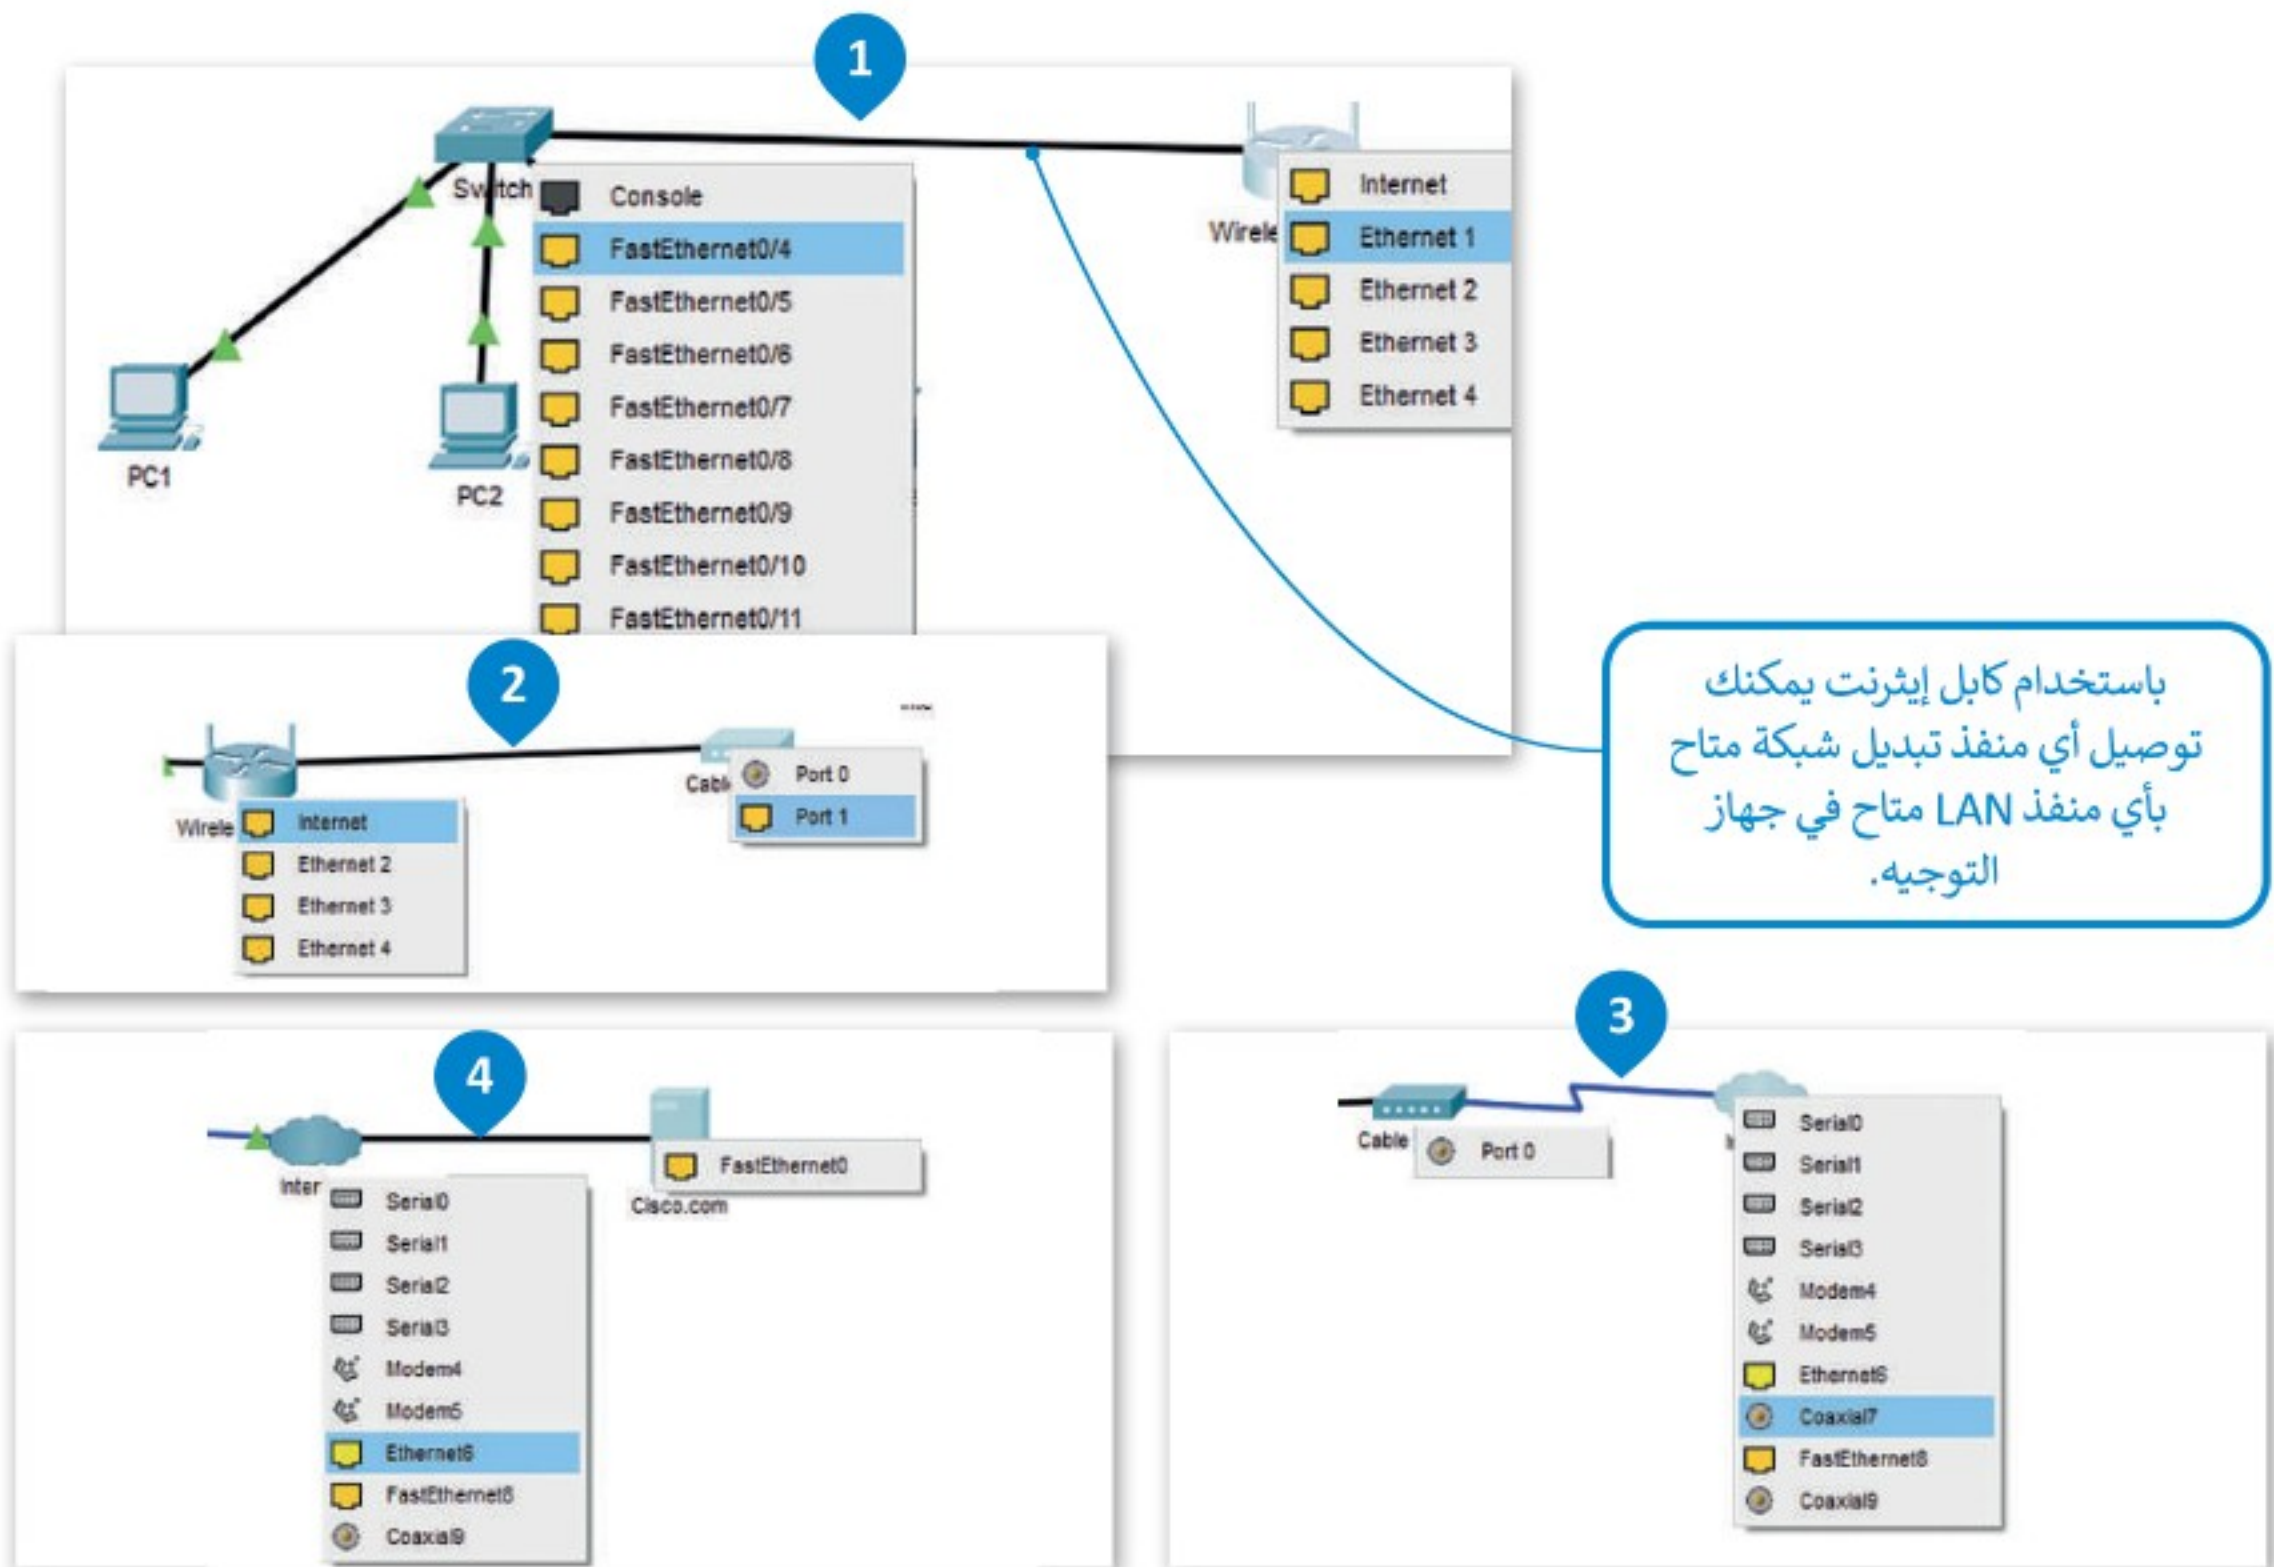 1
Switch
Console
FastEthernet0/4
FastEthernet0/5
FastEthernet0/6
FastEthernet0/7
FastEthernet0/8
FastEthernet0/9
FastEthernet0/10
FastEthernet0/11
PC1
PC2
Wirele
Internet
Ethernet 1
Ethernet 2
Ethernet 3
Ethernet 4
باستخدام كابل إيثرنت يمكنك
توصيل أي منفذ تبديل شبكة متاح
بأي منفذ LAN متاح في جهاز
التوجيه.
2
Wirele
Internet
Ethernet 2
Ethernet 3
Ethernet 4
Cabl
Port 0
Port 1
3
Cable
Port 0
Serial0
Serial1
Serial2
Serial3
Modem4
Modem5
Ethernet6
Coaxial7
FastEthernet8
Coaxial9
4
Inter
Serial0
Serial1
Serial2
Serial3
Modem4
Modem5
Ethernet6
FastEthernet8
Coaxial9
FastEthernet0
Cisco.com